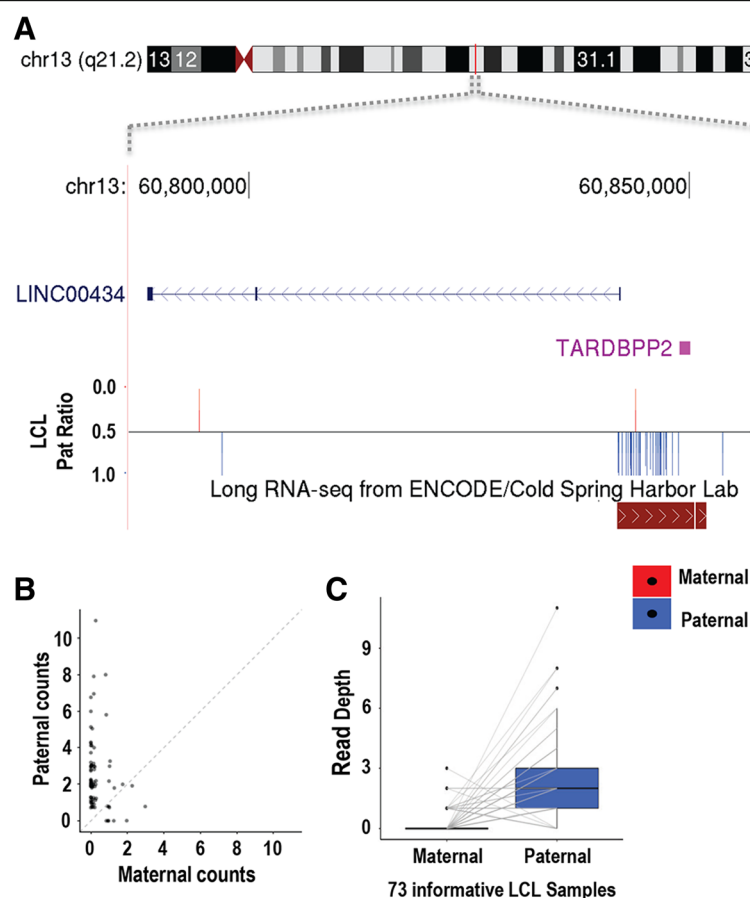 A
chr13 (q21.2)
13 12
31.1
chr13:
60,800,000
60,850,000
LINC00434
TARDBPP2
LCL
Pat Ratio
0.0
0.5
1.0
Long RNA-seq from ENCODE/Cold Spring Harbor Lab
B
Paternal counts
10
8
6
4
2
0
0 2 4 6 8 10
Maternal counts
C
Maternal
Paternal
Read Depth
9
6
3
0
Maternal Paternal
73 informative LCL Samples